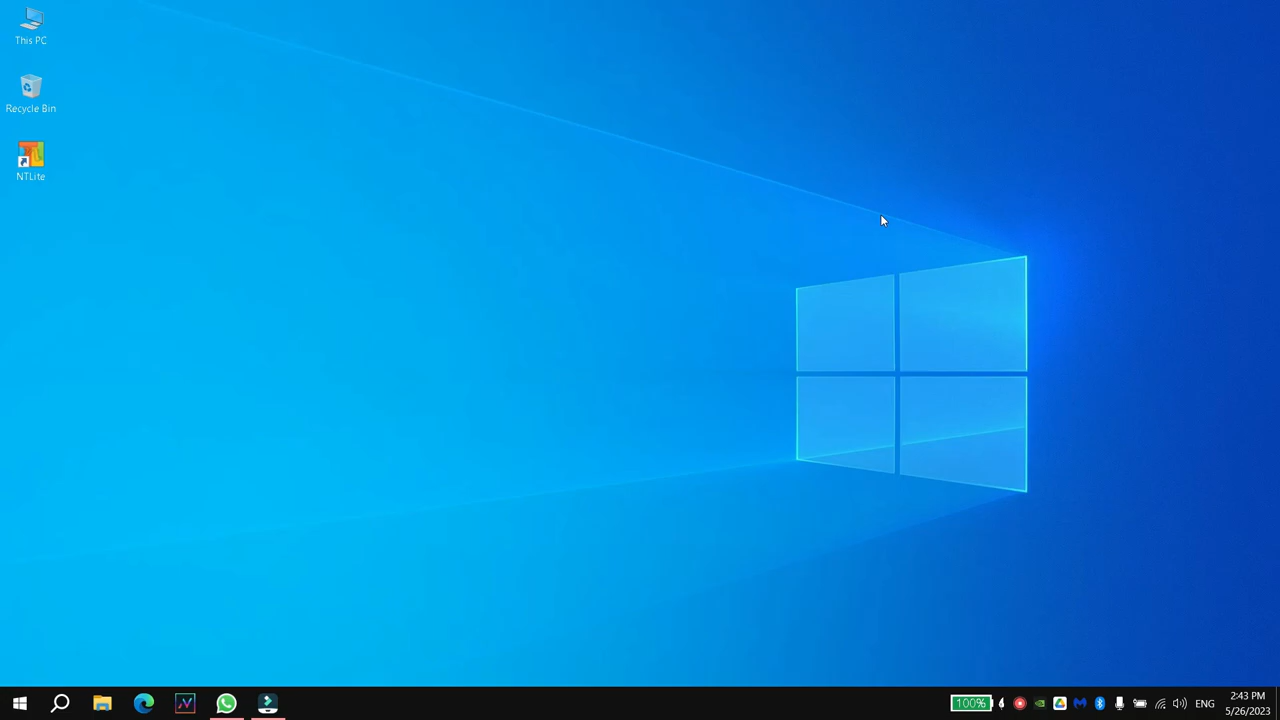 This PC
Recycle Bin
NTLite
100%
ENG
2:43 PM
5/26/2023